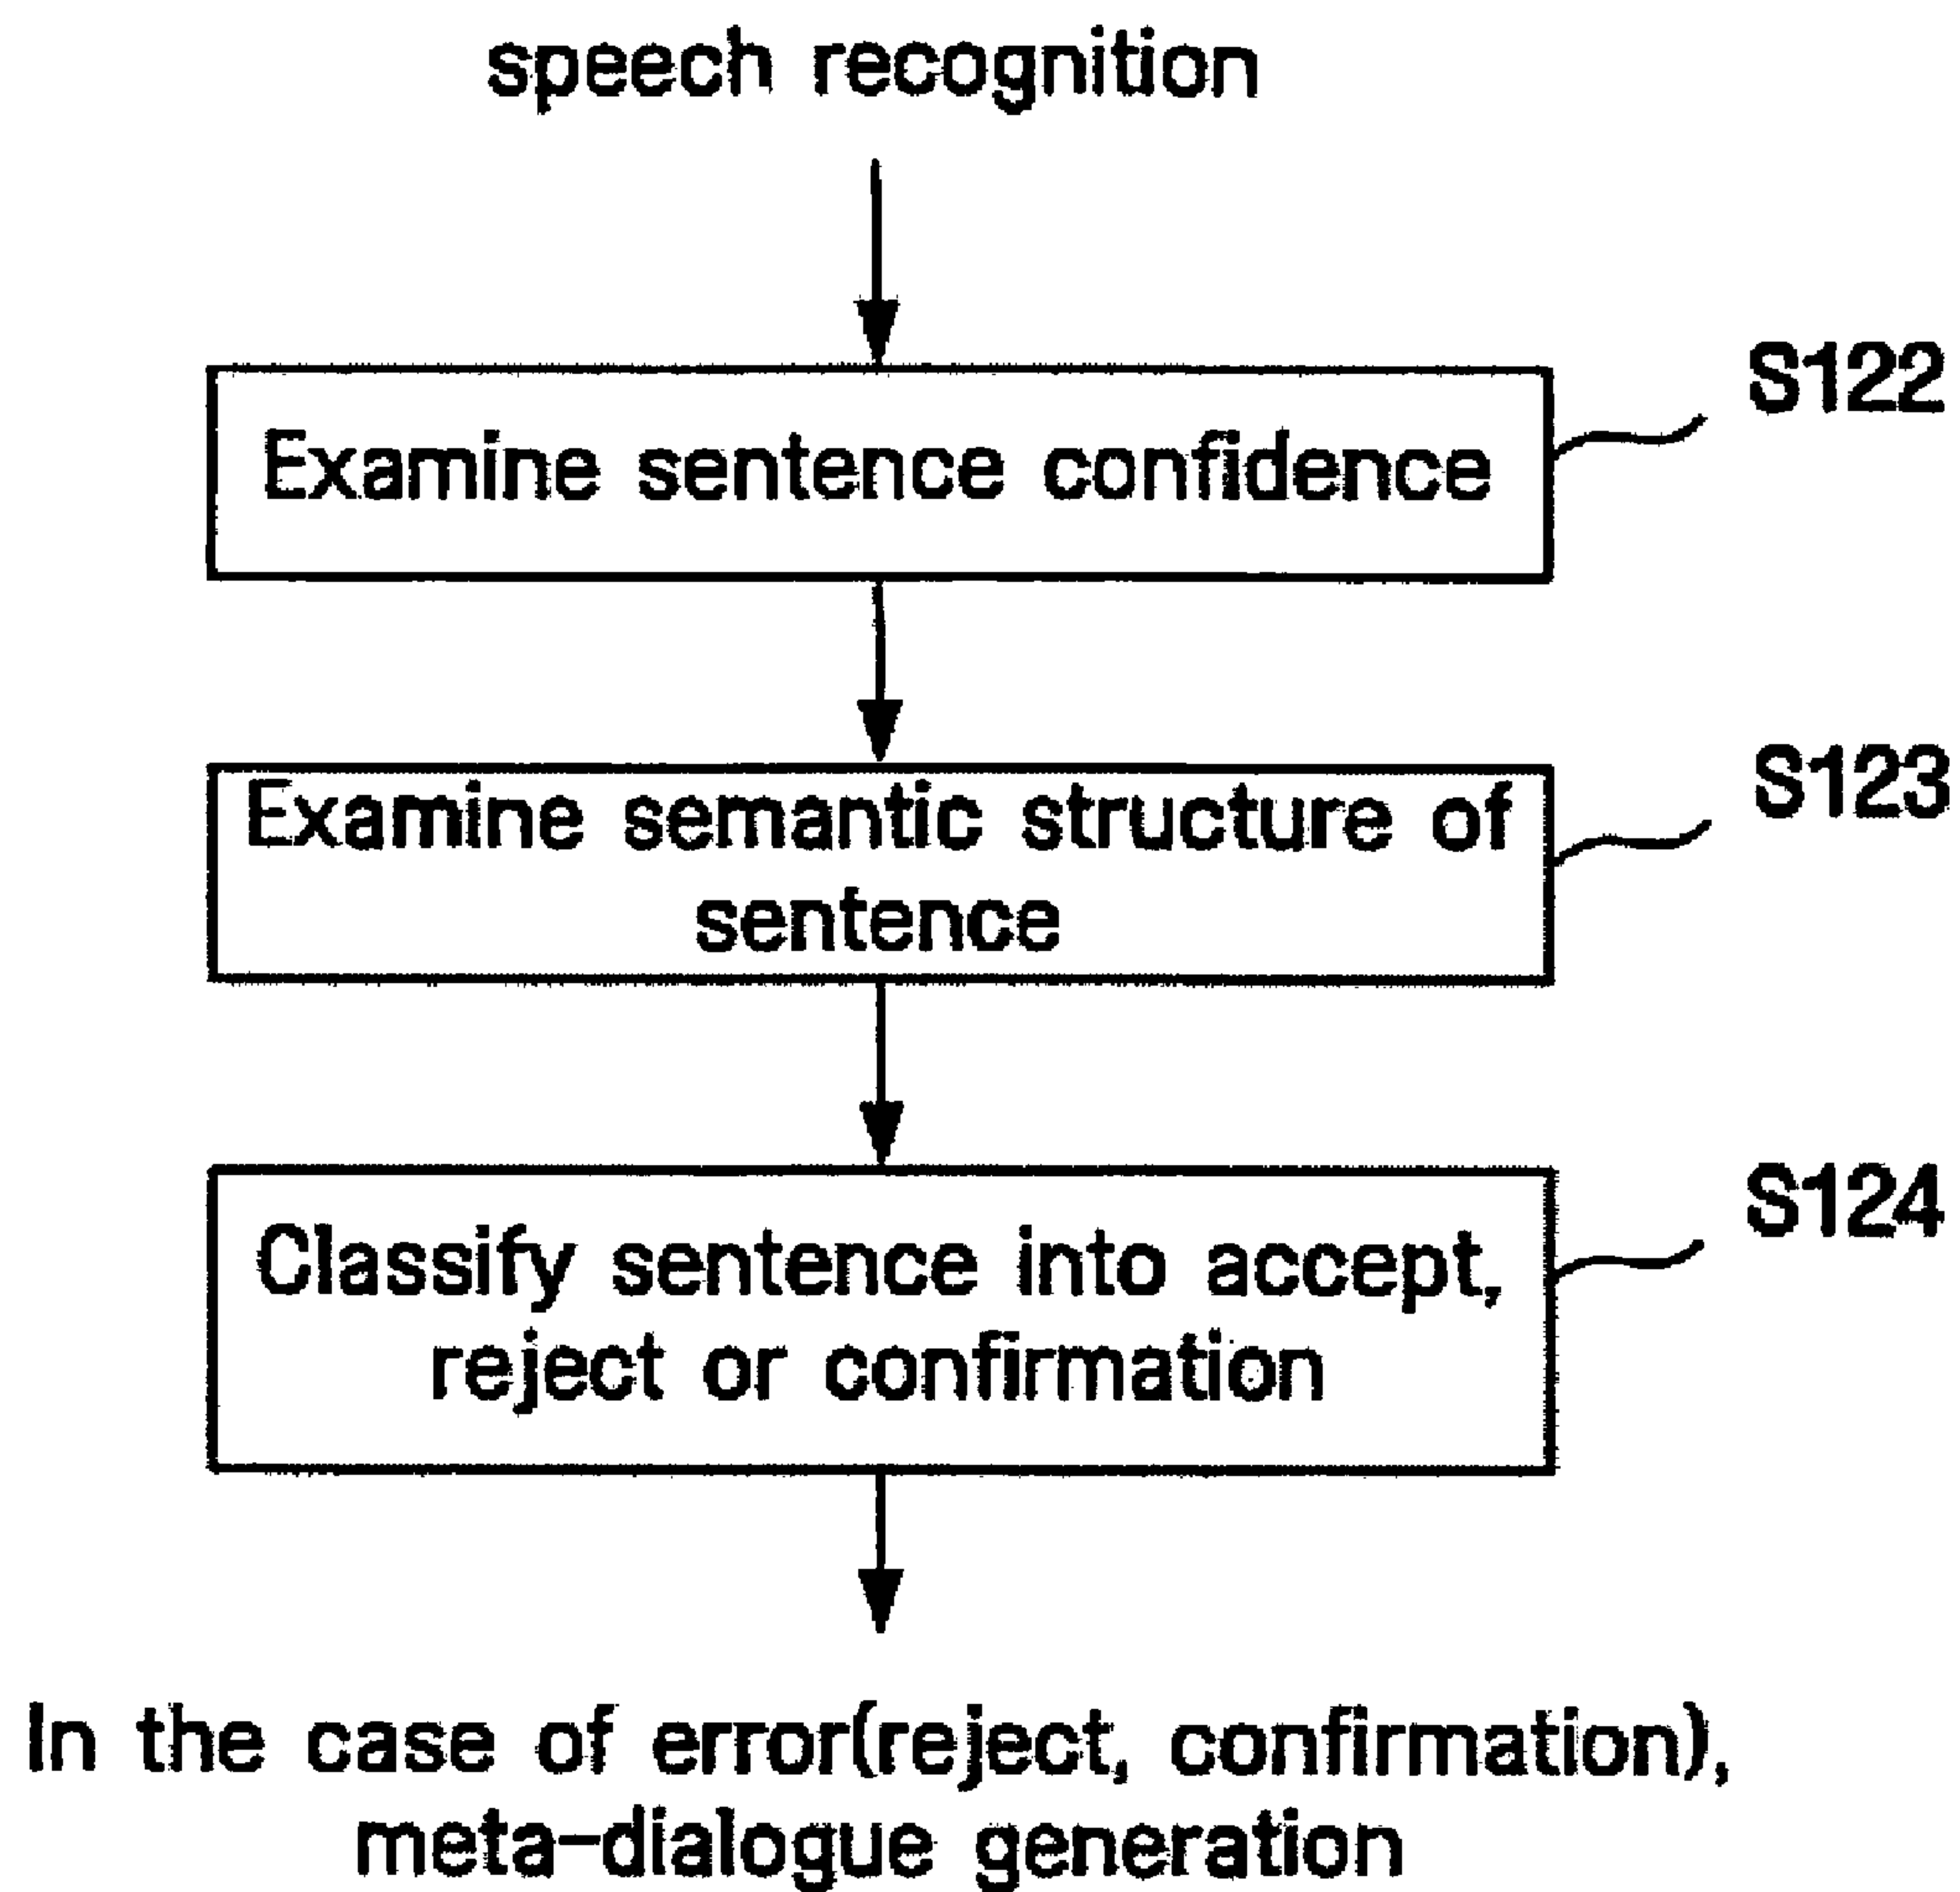 speech recognition
S122
Examine sentence confidence
S123
Examine semantic structure of
sentence
S124
Classify sentence into accept,
reject or confirmation
In the case of error(reject, confirmation),
meta-dialogue generation